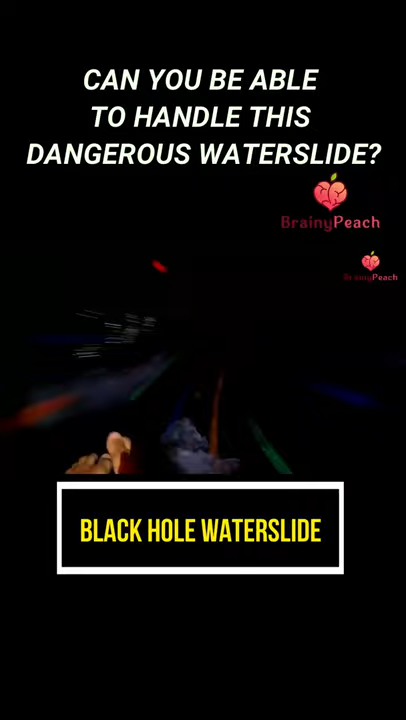 CAN YOU BE ABLE
TO HANDLE THIS
DANGEROUS WATERSLIDE?
BrainyPeach
BrainyPeach
BLACK HOLE WATERSLIDE